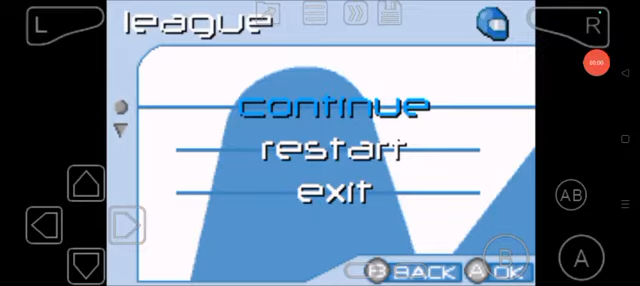 L
league
R
00:00
continue
restart
exit
AB
B BACK A OK
B
A